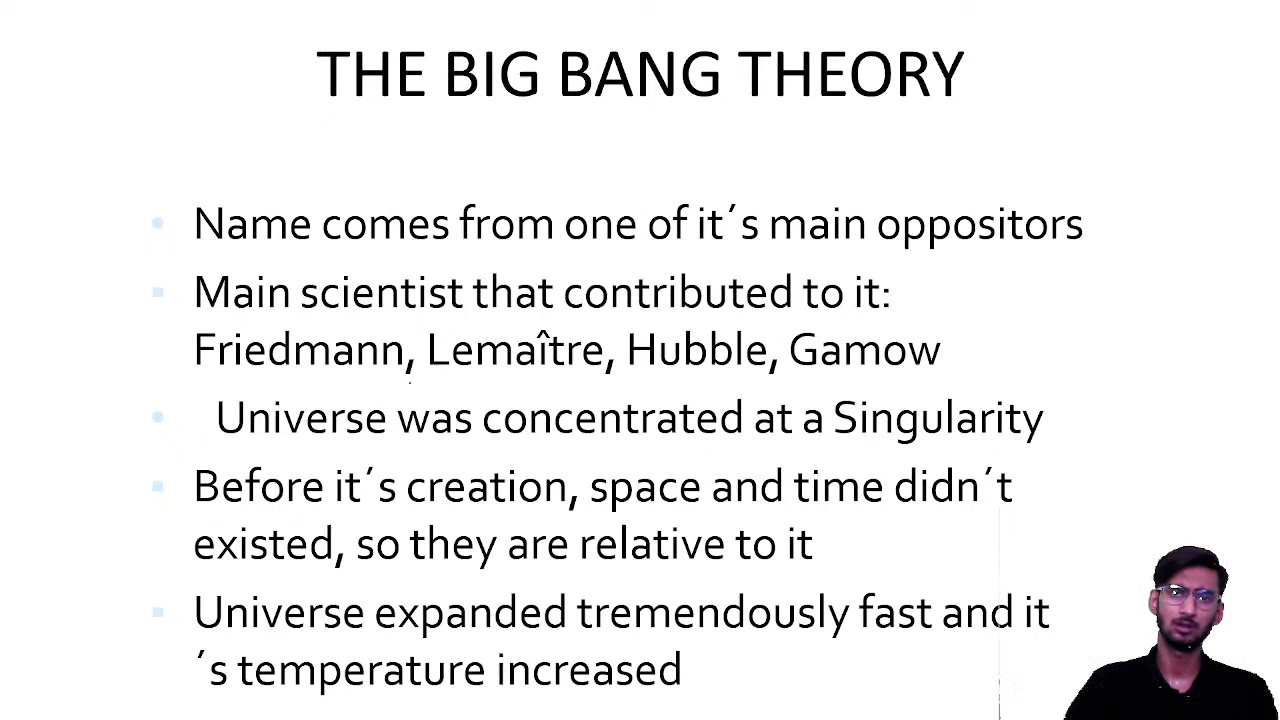 THE BIG BANG THEORY
Name comes from one of it´s main oppositors
Main scientist that contributed to it:
Friedmann, Lemaître, Hubble, Gamow
Universe was concentrated at a Singularity
Before it´s creation, space and time didn´t
existed, so they are relative to it
Universe expanded tremendously fast and it
´s temperature increased